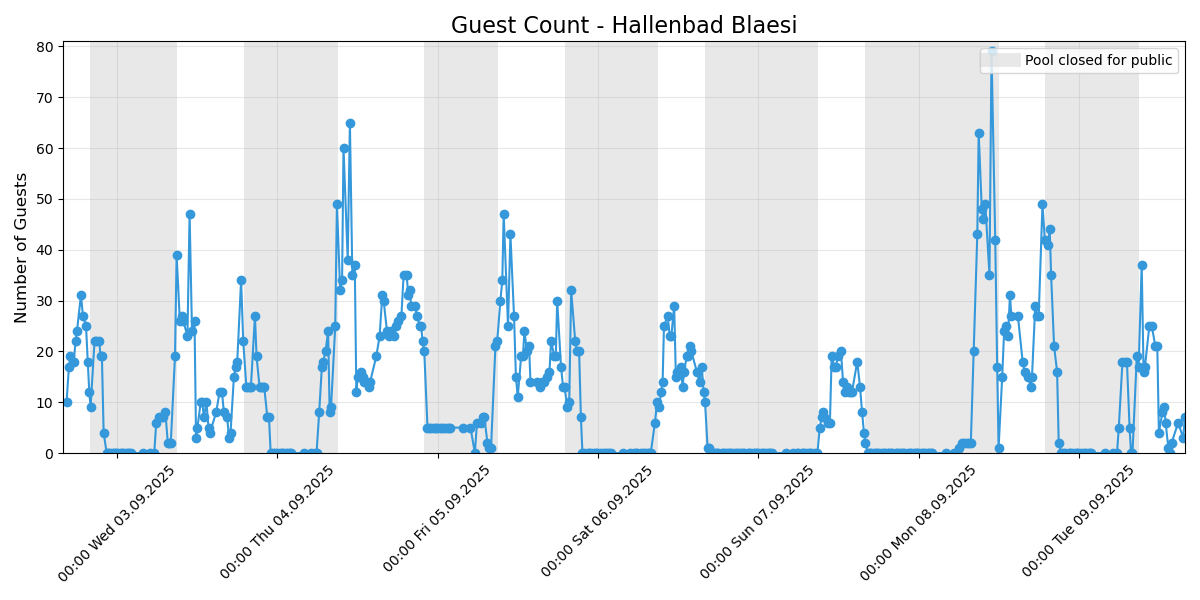 Guest Count - Hallenbad Blaesi
Pool closed for public
Number of Guests
80
70
60
50
40
30
20
10
0
00:00 Wed 03.09.2025
00:00 Thu 04.09.2025
00:00 Fri 05.09.2025
00:00 Sat 06.09.2025
00:00 Sun 07.09.2025
00:00 Mon 08.09.2025
00:00 Tue 09.09.2025